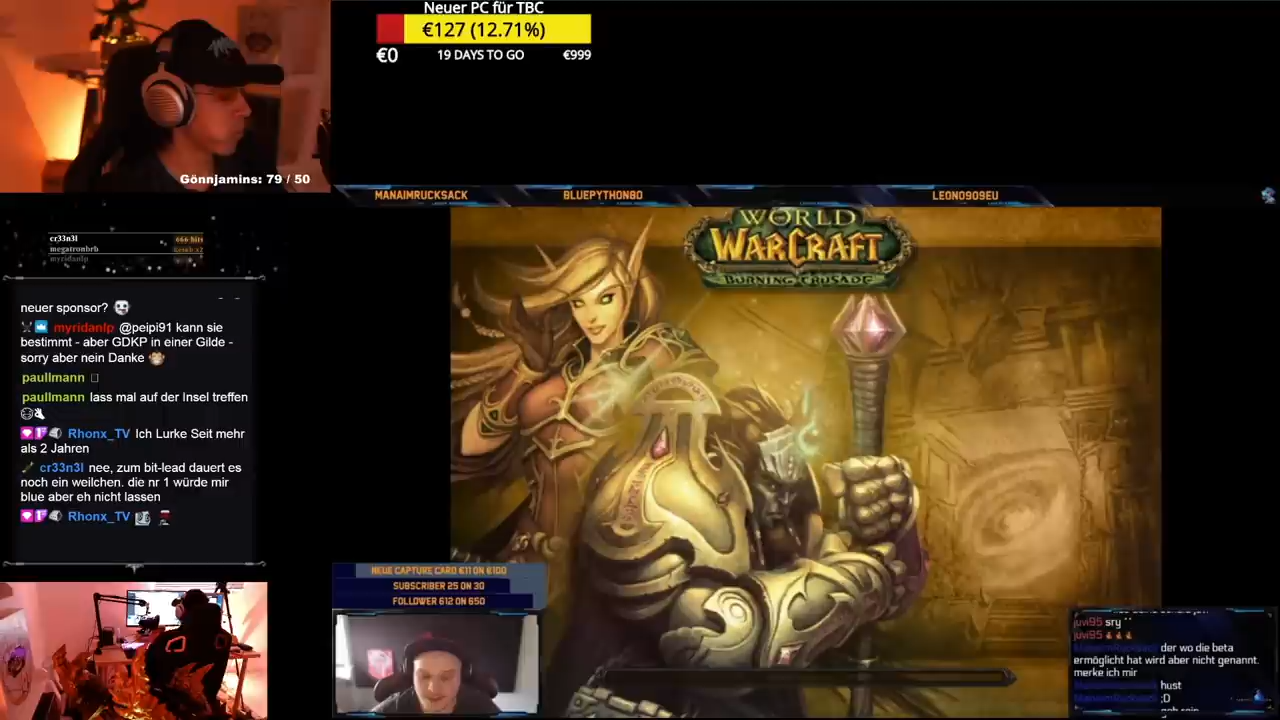 Neuer PC für TBC
€127 (12.71%)
€0
19 DAYS TO GO
€999
Gönnjamins: 79 / 50
MANAIMRUCKSACK
BLUEPYTHON80
LEON0909EU
cr33n3l
666 bits
megatronbrb
myridanlp
WORLD
WARCRAFT
BURNING CRUSADE
neuer sponsor?
myridanlp @peipi91 kann sie
bestimmt - aber GDKP in einer Gilde -
sorry aber nein Danke
paullmann
paullmann lass mal auf der Insel treffen
Rhonx_TV Ich Lurke Seit mehr
als 2 Jahren
cr33n3l nee, zum bit-lead dauert es
noch ein weilchen. die nr 1 würde mir
blue aber eh nicht lassen
Rhonx_TV
NEUE CAPTURE CARD €11 ON €100
SUBSCRIBER 25 ON 30
FOLLOWER 612 ON 650
juvi95 sry ^^
juvi95
der wo die beta
ermöglicht hat wird aber nicht genannt.
merke ich mir
hust
;D